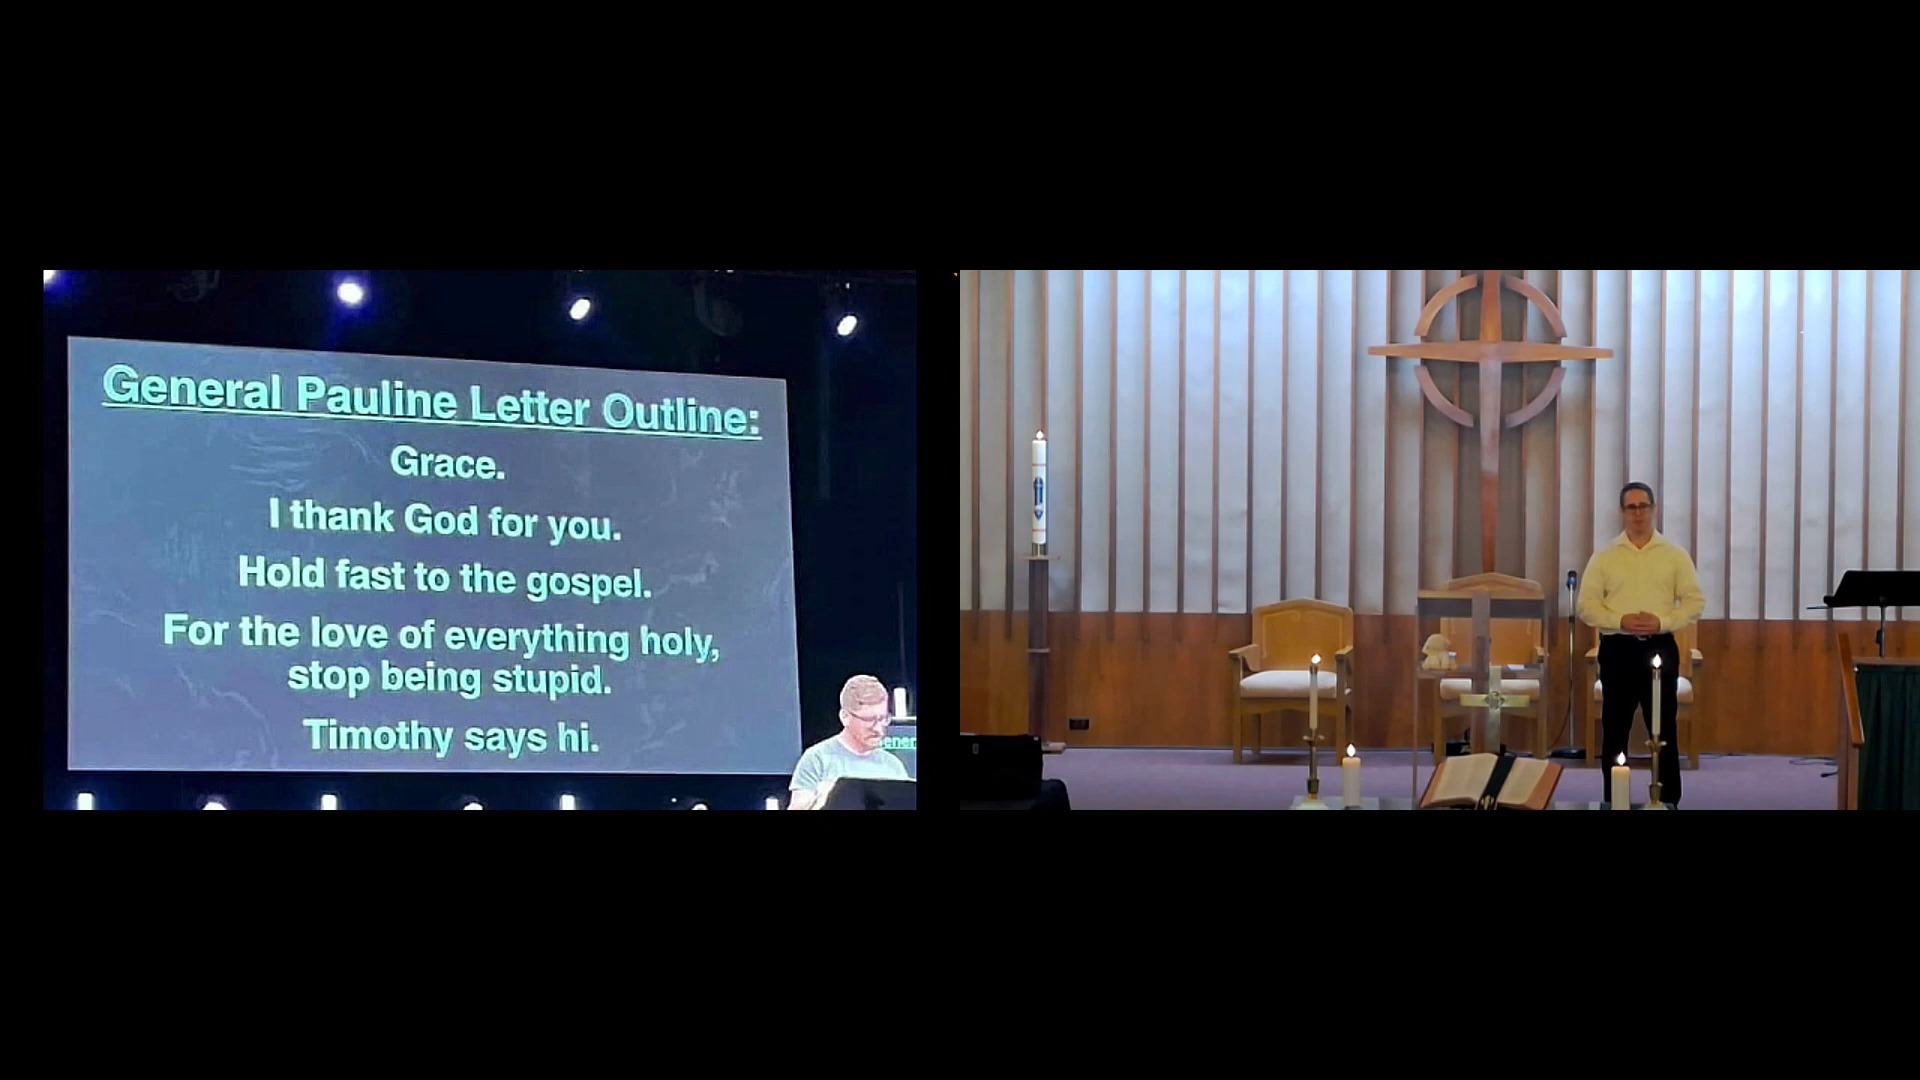 General Pauline Letter Outline:
Grace.
I thank God for you.
Hold fast to the gospel.
For the love of everything holy,
stop being stupid.
Timothy says hi.